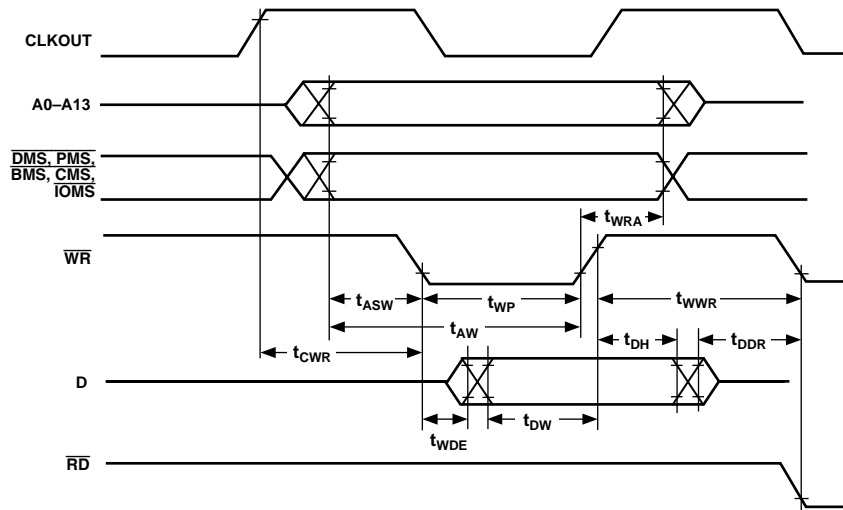 CLKOUT
A0–A13
DMS, PMS,
BMS, CMS,
IOMS
tWRA
WR
tASW
tWP
tWWR
tAW
tCWR
tDH
tDDR
D
tWDE
tDW
RD